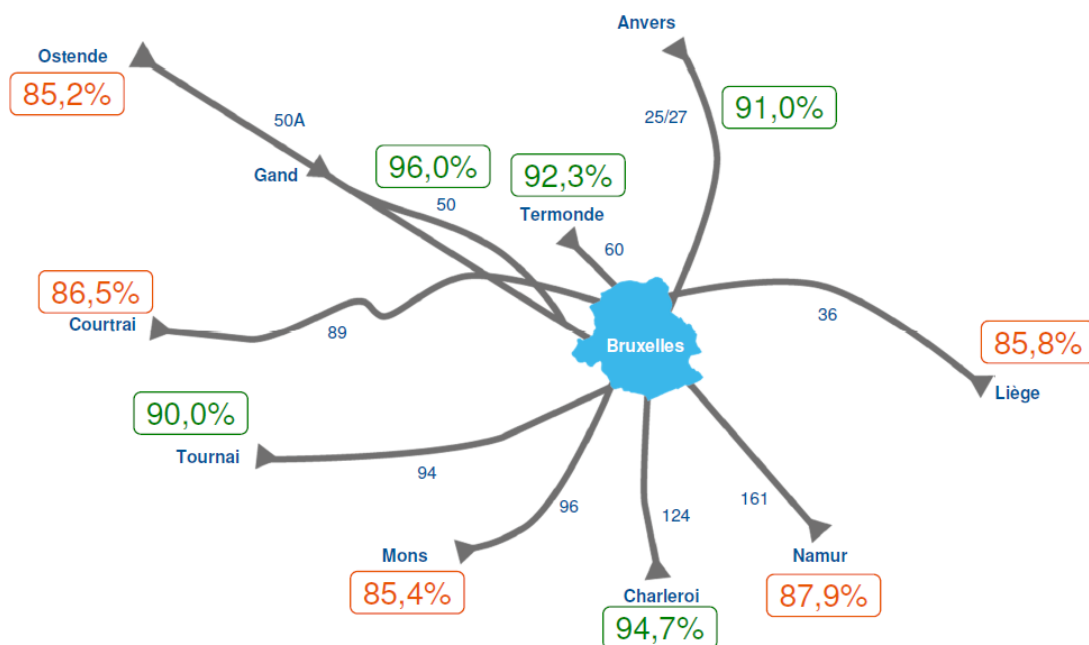 Anvers
Ostende
85,2%
91,0%
25/27
50A
96,0%
92,3%
Gand
50
Termonde
60
86,5%
Courtrai
89
36
Bruxelles
85,8%
Liège
90,0%
Tournai
94
96
124
161
Mons
85,4%
Namur
87,9%
Charleroi
94,7%